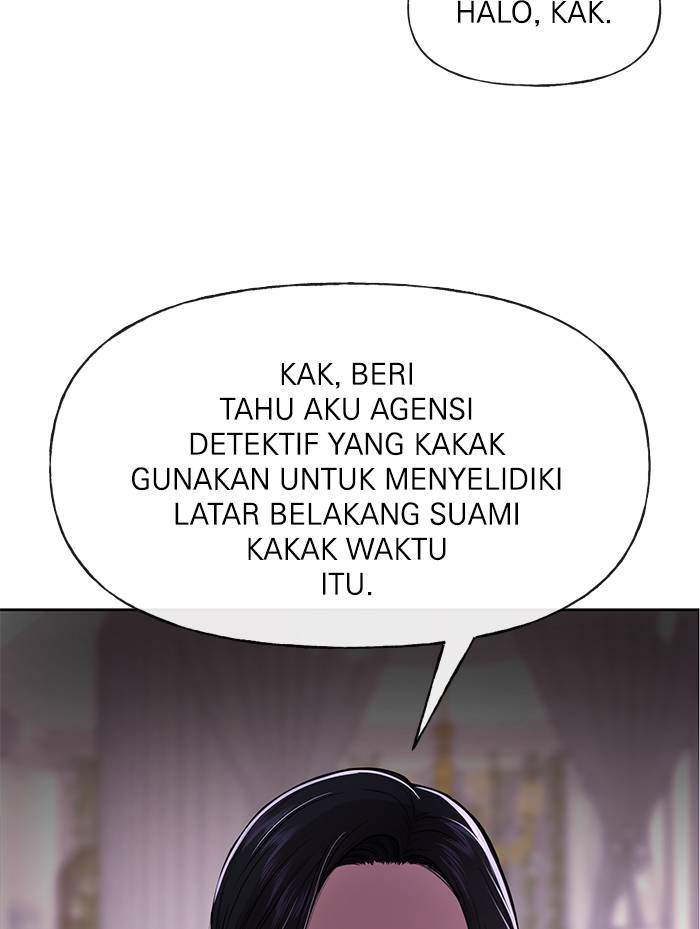 HALO, KAK.
KAK, BERI
TAHU AKU AGENSI
DETEKTIF YANG KAKAK
GUNAKAN UNTUK MENYELIDIKI
LATAR BELAKANG SUAMI
KAKAK WAKTU
ITU.